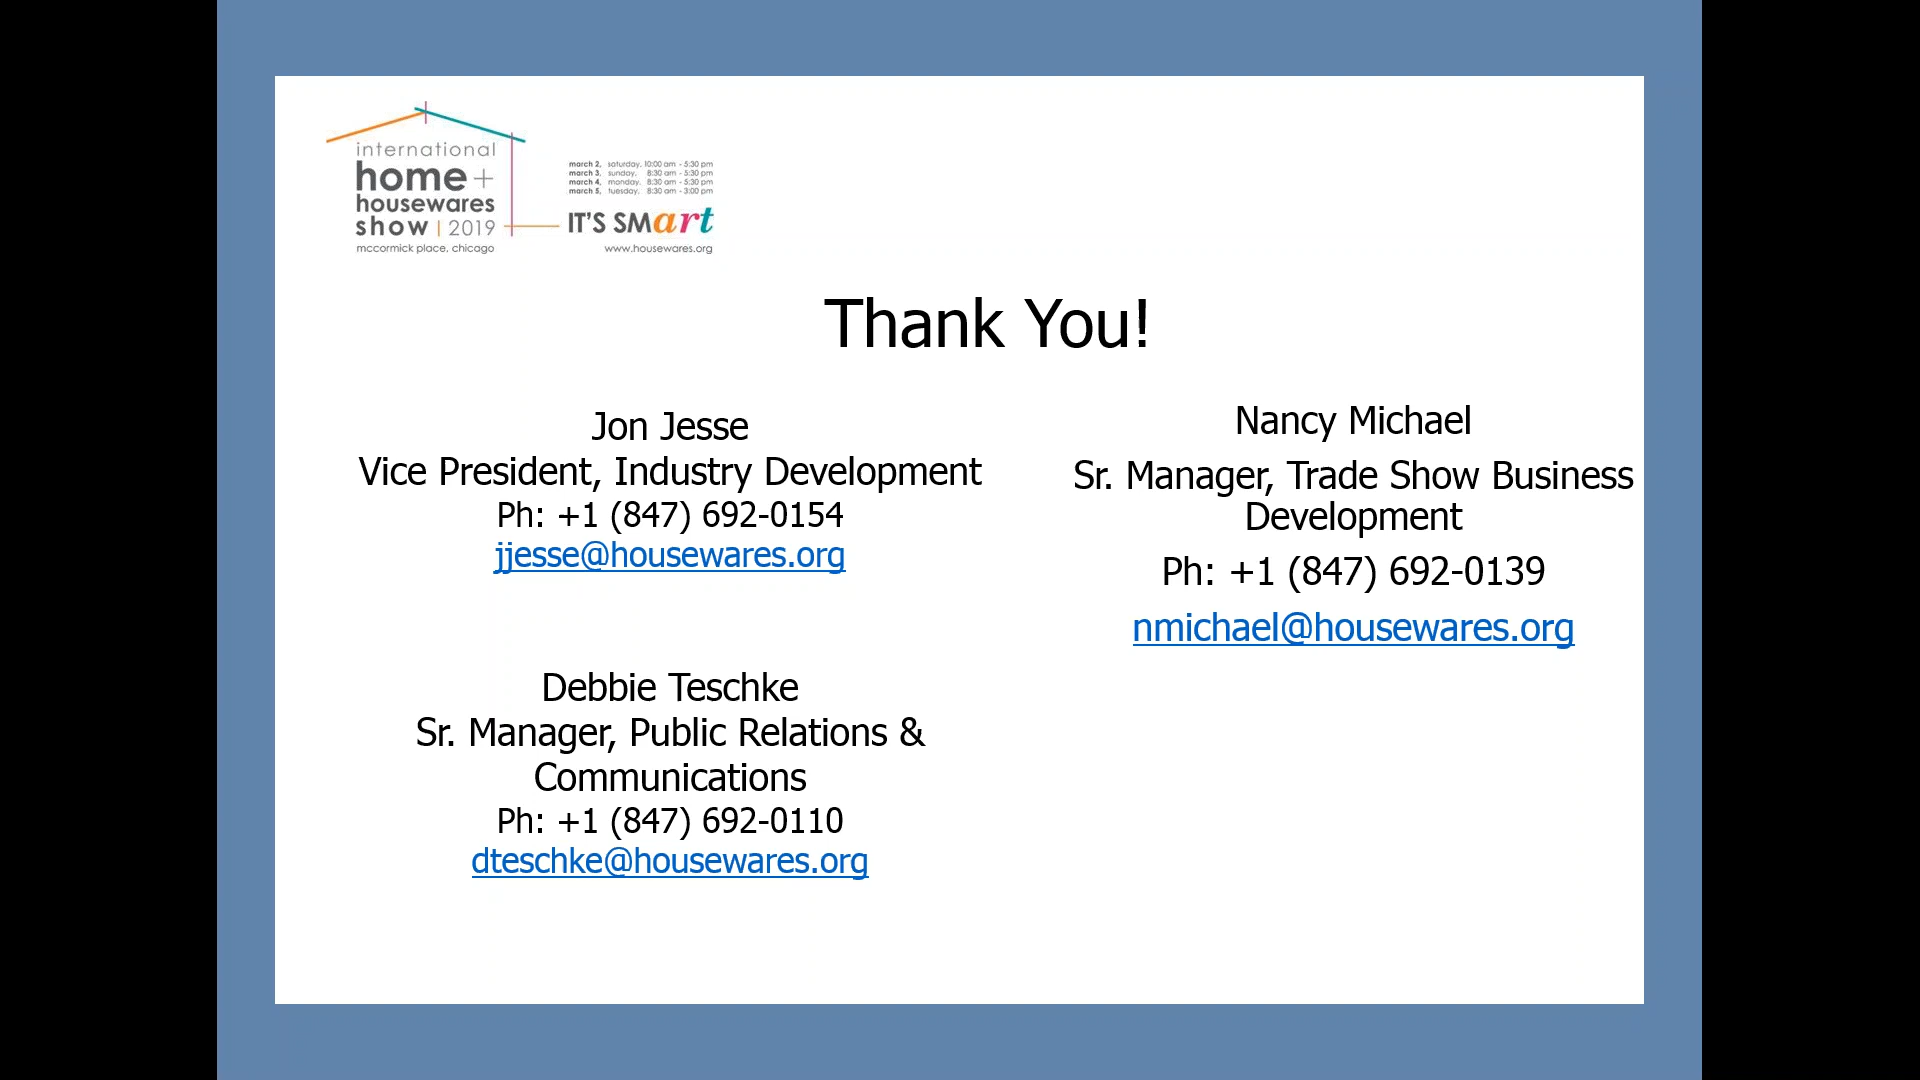 international
home+
housewares
show | 2019
mccormick place, chicago
march 2, saturday, 10:00 am - 5:30 pm
march 3, sunday, 8:30 am - 5:30 pm
march 4, monday, 8:30 am - 5:30 pm
march 5, tuesday, 8:30 am - 3:00 pm
IT'S SMart
www.housewares.org
Thank You!
Jon Jesse
Vice President, Industry Development
Ph: +1 (847) 692-0154
jjesse@housewares.org
Debbie Teschke
Sr. Manager, Public Relations &
Communications
Ph: +1 (847) 692-0110
dteschke@housewares.org
Nancy Michael
Sr. Manager, Trade Show Business
Development
Ph: +1 (847) 692-0139
nmichael@housewares.org